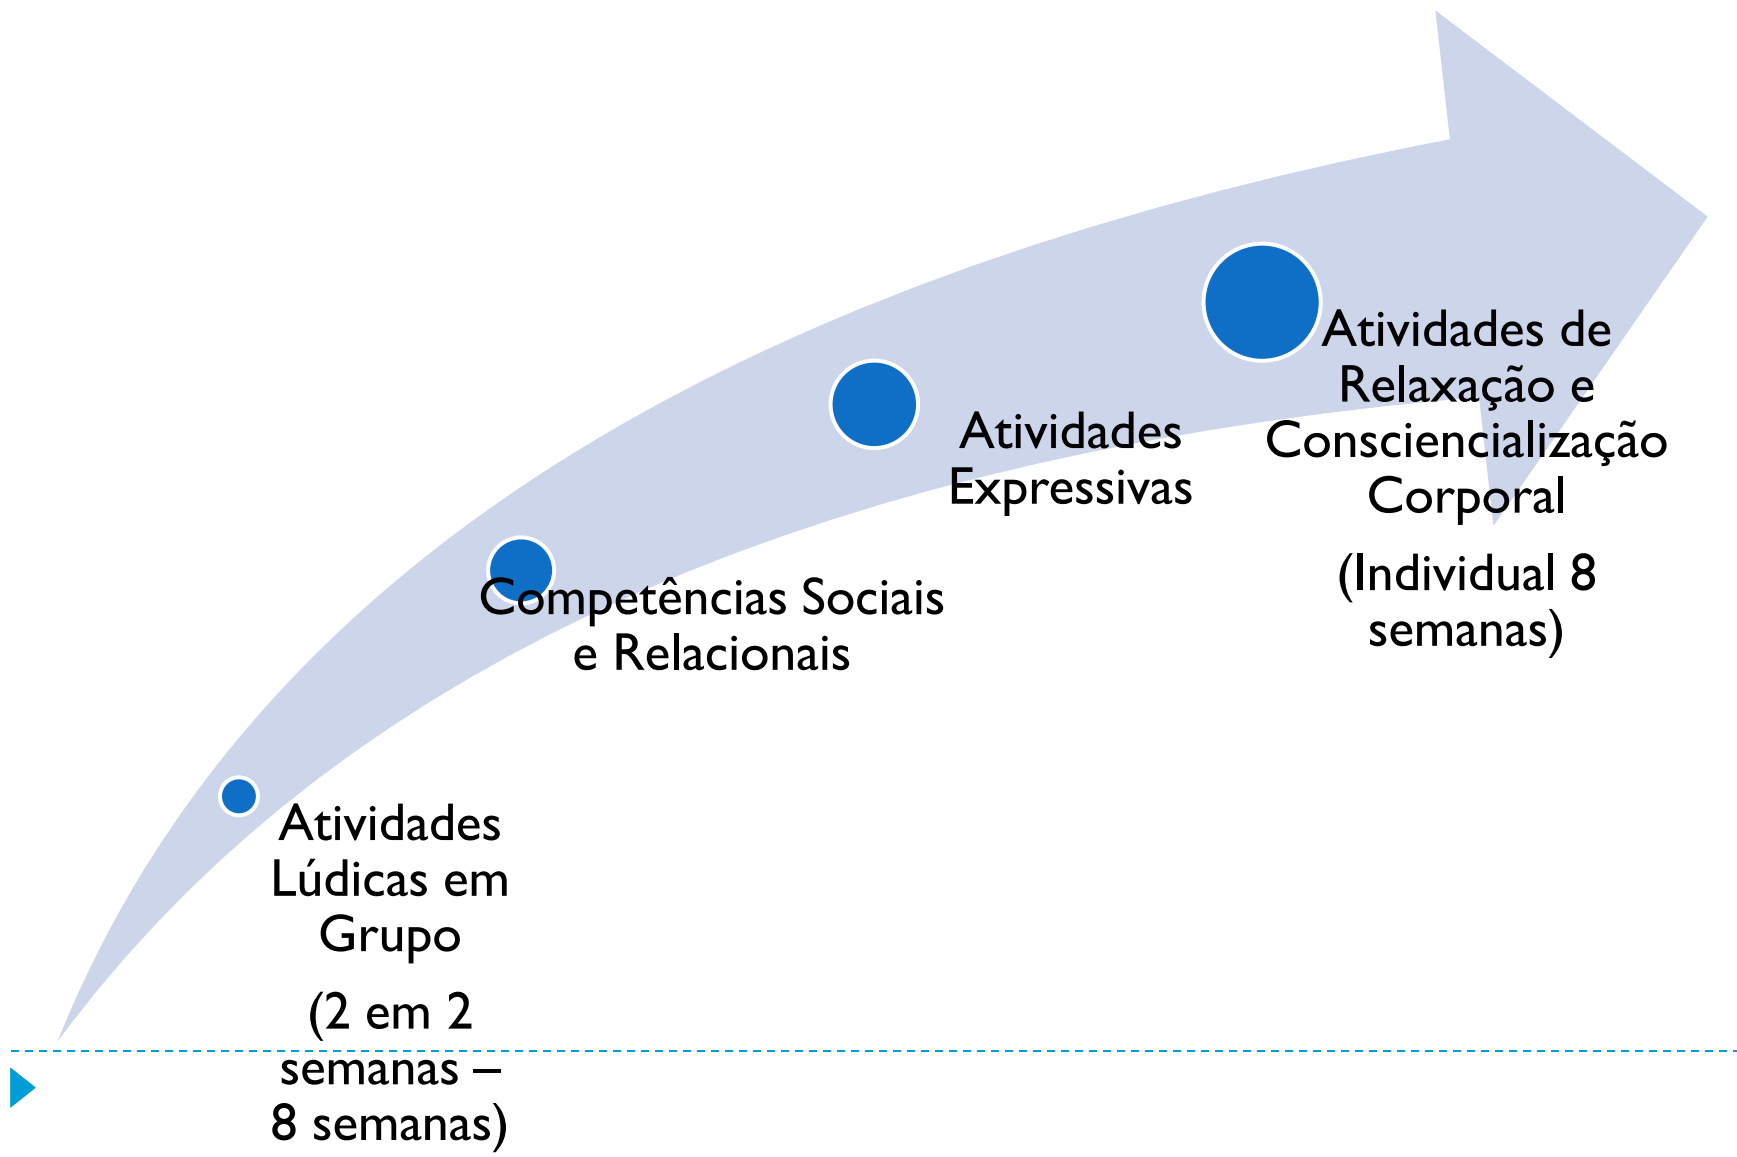 Atividades
Lúdicas em
Grupo
(2 em 2
semanas –
8 semanas)
Competências Sociais
e Relacionais
Atividades
Expressivas
Atividades de
Relaxação e
Consciencialização
Corporal
(Individual 8
semanas)